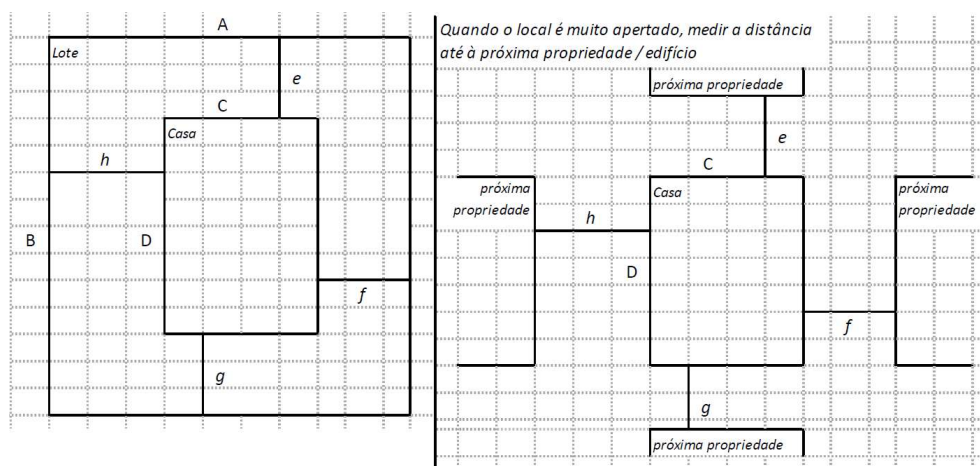 A
Lote
e
C
Casa
h
B
D
f
g
Quando o local é muito apertado, medir a distância
até à próxima propriedade / edifício
próxima propriedade
e
C
próxima
propriedade
Casa
próxima
propriedade
h
D
f
g
próxima propriedade